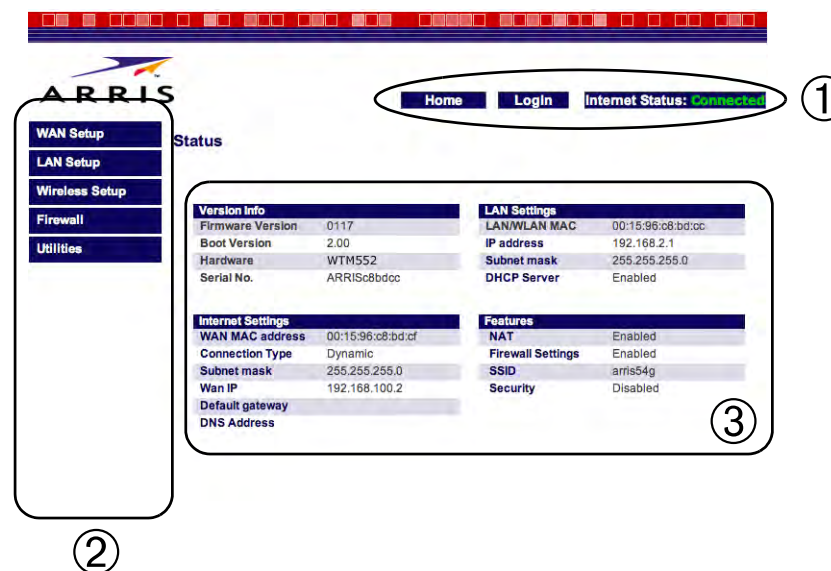 ARRIS
Home
Login
Internet Status: Connected
1
WAN Setup
LAN Setup
Wireless Setup
Firewall
Utilities
Status
Version Info
Firmware Version 0117
Boot Version 2.00
Hardware WTM552
Serial No. ARRISc8bdcc
LAN Settings
LAN/WLAN MAC 00:15:96:c8:bd:cc
IP address 192.168.2.1
Subnet mask 255.255.255.0
DHCP Server Enabled
Internet Settings
WAN MAC address 00:15:96:c8:bd:cf
Connection Type Dynamic
Subnet mask 255.255.255.0
Wan IP 192.168.100.2
Default gateway
DNS Address
Features
NAT Enabled
Firewall Settings Enabled
SSID arris54g
Security Disabled
3
2